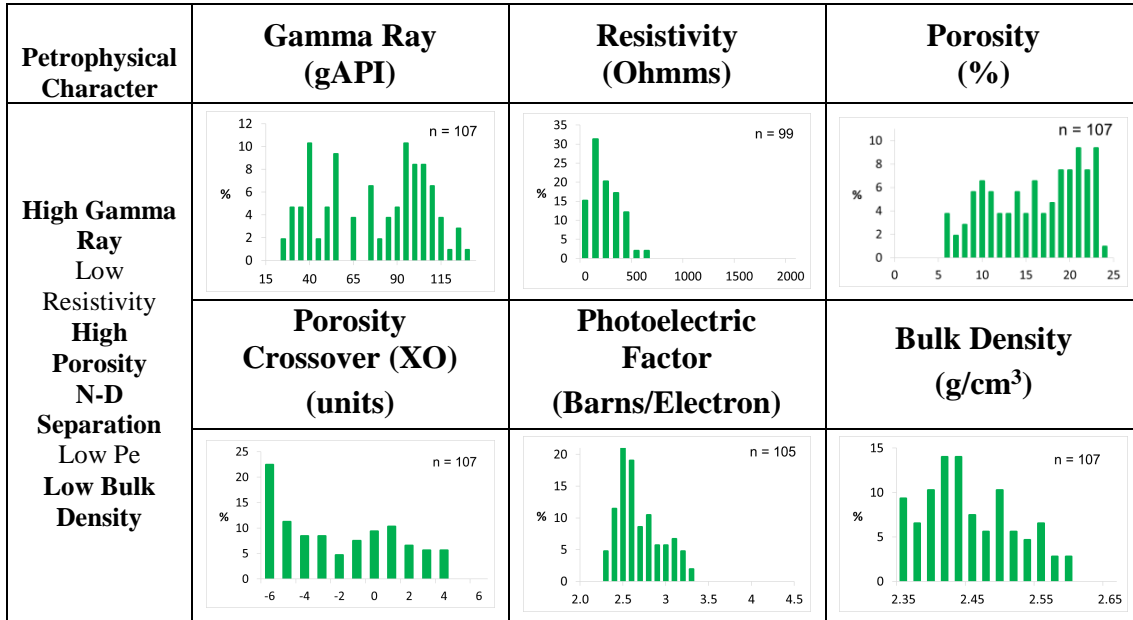 Petrophysical
Character
Gamma Ray
(gAPI)
Resistivity
(Ohmms)
Porosity
(%)
High Gamma
Ray
Low
Resistivity
High
Porosity
N-D
Separation
Low Pe
Low Bulk
Density
n = 107
12
10
8
6
4
2
0
%
15 40 65 90 115
n = 99
35
30
25
20
15
10
5
0
%
0 500 1000 1500 2000
n = 107
10
8
6
4
2
0
%
0 5 10 15 20 25
Porosity
Crossover (XO)
(units)
Photoelectric
Factor
(Barns/Electron)
Bulk Density
(g/cm³)
n = 107
25
20
15
10
5
0
%
-6 -4 -2 0 2 4 6
n = 105
20
15
10
5
0
%
2.0 2.5 3.0 3.5 4.0 4.5
n = 107
15
10
5
0
%
2.35 2.45 2.55 2.65